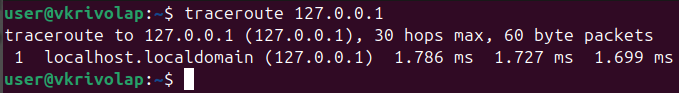 user@vkrivolap:~$ traceroute 127.0.0.1
traceroute to 127.0.0.1 (127.0.0.1), 30 hops max, 60 byte packets
 1  localhost.localdomain (127.0.0.1)  1.786 ms  1.727 ms  1.699 ms
user@vkrivolap:~$